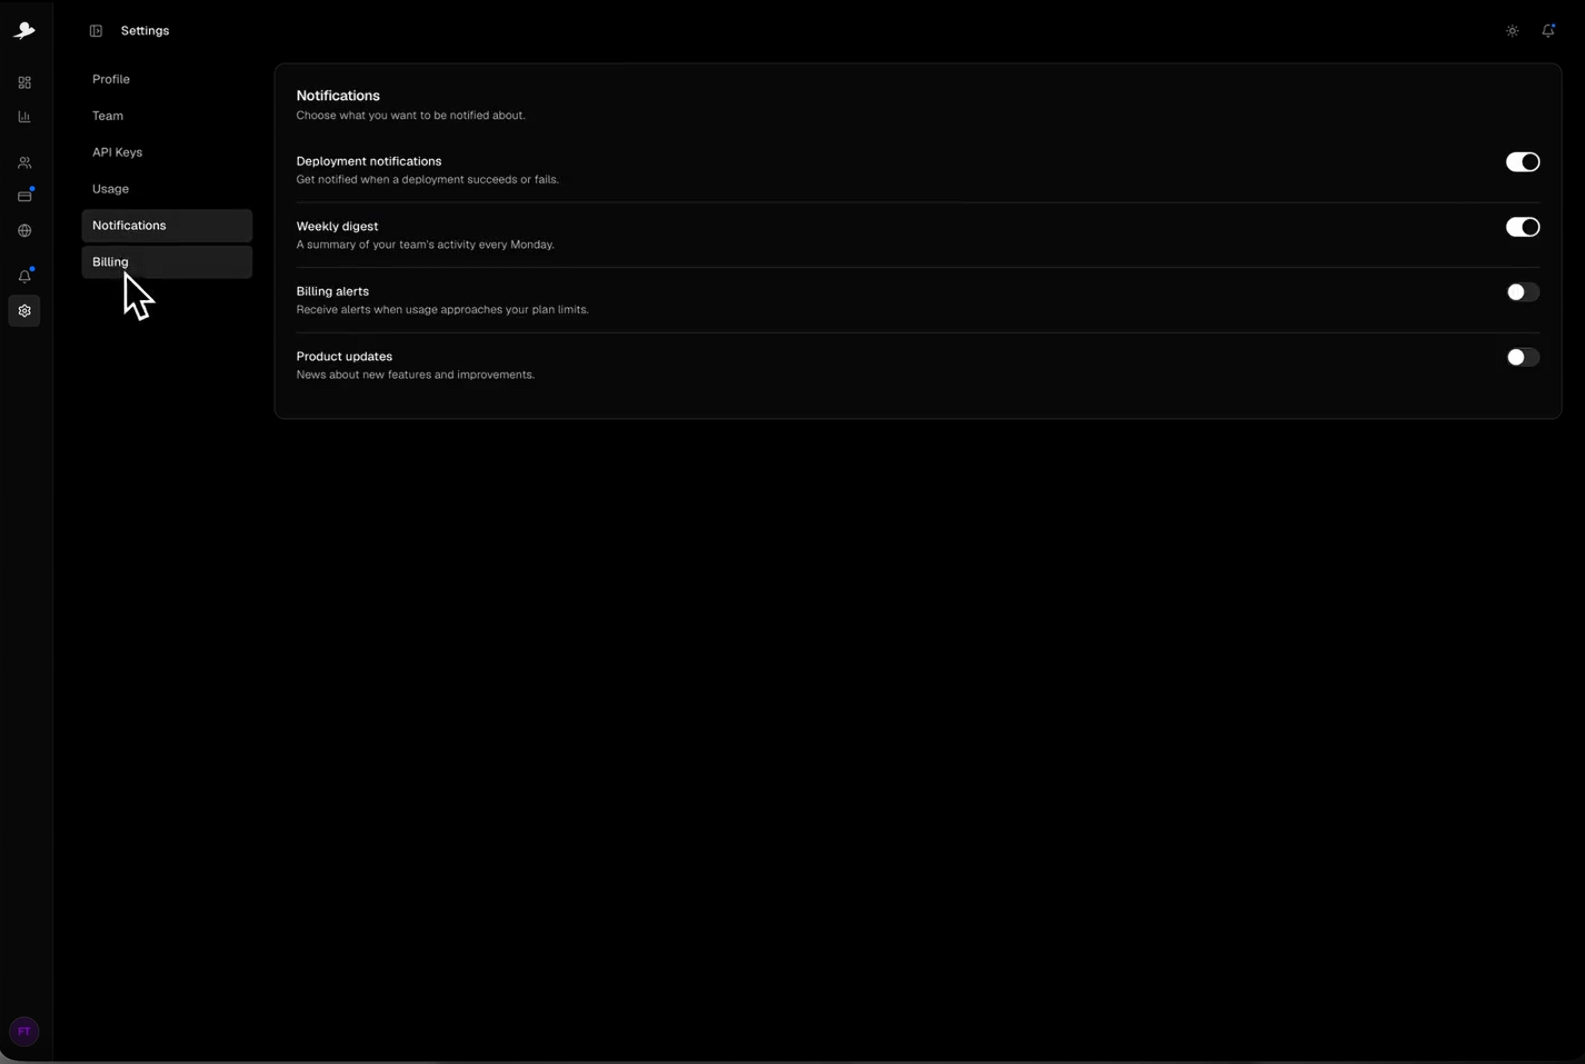 Settings
Profile
Team
API Keys
Usage
Notifications
Billing
Notifications
Choose what you want to be notified about.
Deployment notifications
Get notified when a deployment succeeds or fails.
Weekly digest
A summary of your team's activity every Monday.
Billing alerts
Receive alerts when usage approaches your plan limits.
Product updates
News about new features and improvements.
FT